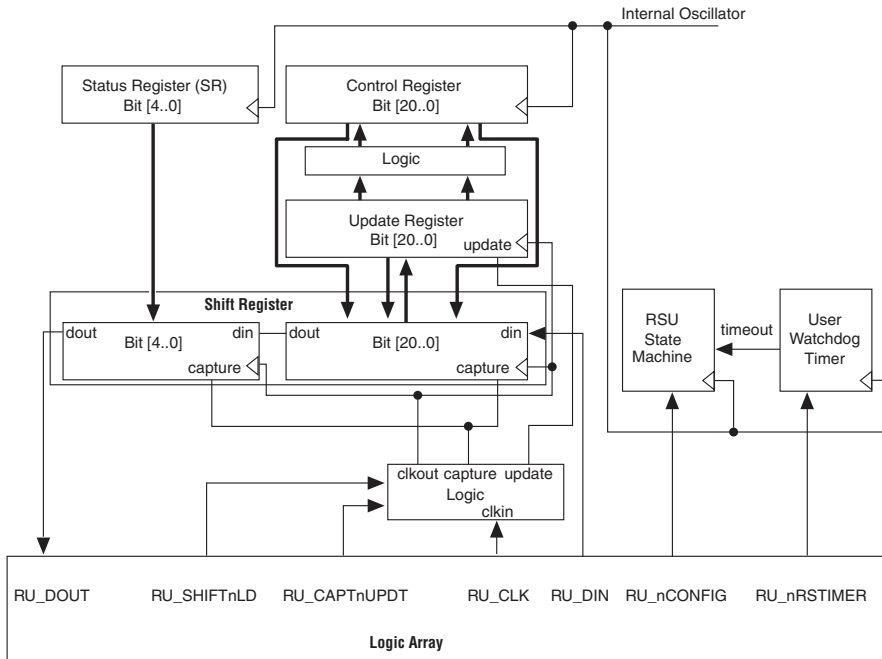 Internal Oscillator
Status Register (SR)
Bit [4..0]
Control Register
Bit [20..0]
Logic
Update Register
Bit [20..0]
update
Shift Register
dout
din
Bit [4..0]
capture
dout
din
Bit [20..0]
capture
RSU
State
Machine
timeout
User
Watchdog
Timer
clkout capture update
Logic
clkin
RU_DOUT
RU_SHIFTnLD
RU_CAPTnUPDT
RU_CLK
RU_DIN
RU_nCONFIG
RU_nRSTIMER
Logic Array